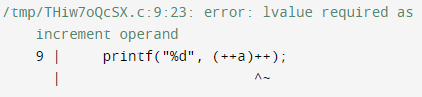 /tmp/THiw7oQcSX.c:9:23: error: lvalue required as
increment operand
9 |     printf("%d", (++a)++);
|                       ^~